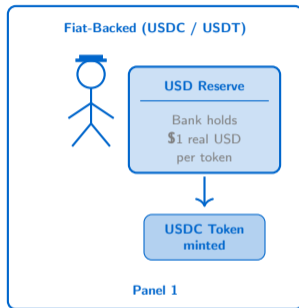 Fiat-Backed (USDC / USDT)
USD Reserve
Bank holds
$1 real USD
per token
USDC Token
minted
Panel 1